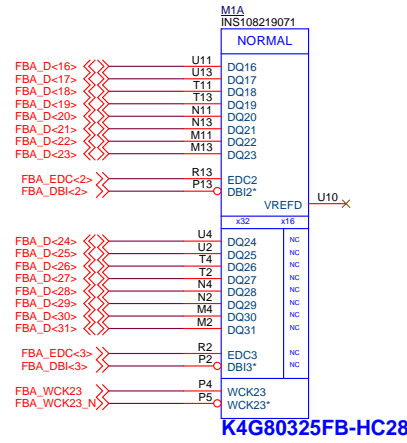 M1A
INS108219071
NORMAL
FBA_D<16> U11 DQ16
FBA_D<17> U13 DQ17
FBA_D<18> T11 DQ18
FBA_D<19> T13 DQ19
FBA_D<20> N11 DQ20
FBA_D<21> N13 DQ21
FBA_D<22> M11 DQ22
FBA_D<23> M13 DQ23
FBA_EDC<2> R13 EDC2
FBA_DBI<2> P13 DBI2*
VREFD U10
x32 x16
FBA_D<24> U4 DQ24 NC
FBA_D<25> U2 DQ25 NC
FBA_D<26> T4 DQ26 NC
FBA_D<27> T2 DQ27 NC
FBA_D<28> N4 DQ28 NC
FBA_D<29> N2 DQ29 NC
FBA_D<30> M4 DQ30 NC
FBA_D<31> M2 DQ31 NC
FBA_EDC<3> R2 EDC3 NC
FBA_DBI<3> P2 DBI3* NC
FBA_WCK23 P4 WCK23
FBA_WCK23_N P5 WCK23*
K4G80325FB-HC28